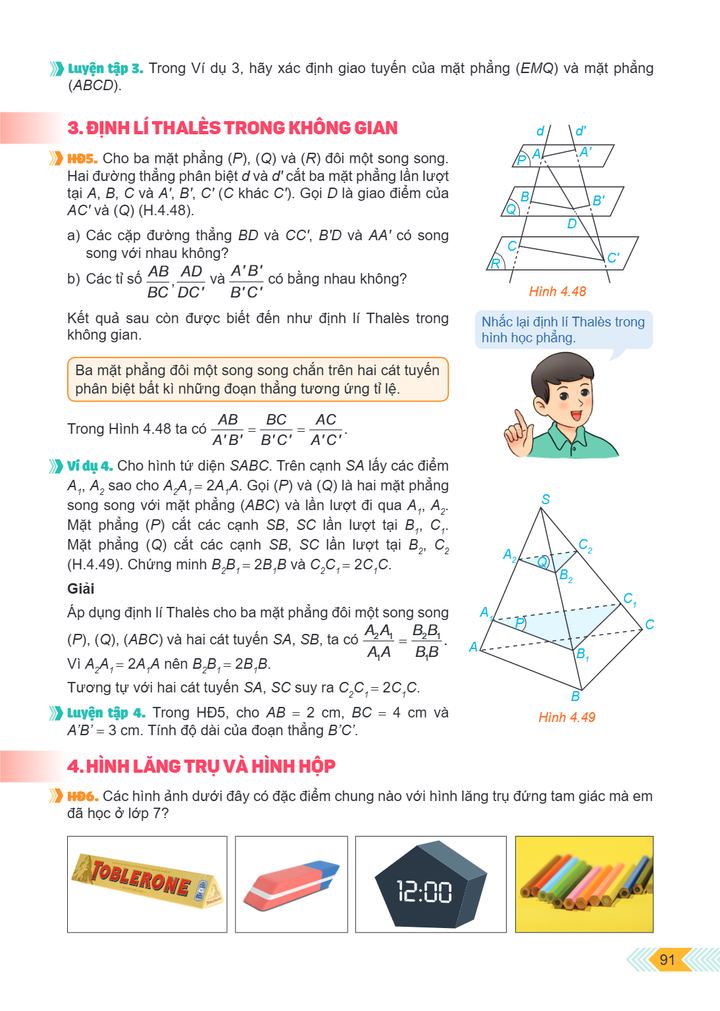 Luyện tập 3. Trong Ví dụ 3, hãy xác định giao tuyến của mặt phẳng (EMQ) và mặt phẳng
(ABCD).
3. ĐỊNH LÍ THALÈS TRONG KHÔNG GIAN
HĐ5. Cho ba mặt phẳng (P), (Q) và (R) đôi một song song.
Hai đường thẳng phân biệt d và d' cắt ba mặt phẳng lần lượt
tại A, B, C và A', B', C' (C khác C'). Gọi D là giao điểm của
AC' và (Q) (H.4.48).
a) Các cặp đường thẳng BD và CC', B'D và AA' có song
song với nhau không?
b) Các tỉ số AB/BC, AD/DC' và A'B'/B'C' có bằng nhau không?
Kết quả sau còn được biết đến như định lí Thalès trong
không gian.
Ba mặt phẳng đôi một song song chắn trên hai cát tuyến
phân biệt bất kì những đoạn thẳng tương ứng tỉ lệ.
Trong Hình 4.48 ta có AB/A'B' = BC/B'C' = AC/A'C'.
d d'
P A A'
Q B B'
D
R C C'
Hình 4.48
Nhắc lại định lí Thalès trong
hình học phẳng.
Ví dụ 4. Cho hình tứ diện SABC. Trên cạnh SA lấy các điểm
A₁, A₂ sao cho A₂A₁ = 2A₁A. Gọi (P) và (Q) là hai mặt phẳng
song song với mặt phẳng (ABC) và lần lượt đi qua A₁, A₂.
Mặt phẳng (P) cắt các cạnh SB, SC lần lượt tại B₁, C₁.
Mặt phẳng (Q) cắt các cạnh SB, SC lần lượt tại B₂, C₂
(H.4.49). Chứng minh B₂B₁ = 2B₁B và C₂C₁ = 2C₁C.
Giải
Áp dụng định lí Thalès cho ba mặt phẳng đôi một song song
(P), (Q), (ABC) và hai cát tuyến SA, SB, ta có A₂A₁/A₁A = B₂B₁/B₁B.
Vì A₂A₁ = 2A₁A nên B₂B₁ = 2B₁B.
Tương tự với hai cát tuyến SA, SC suy ra C₂C₁ = 2C₁C.
S
C₂
A₂ Q
B₂
C₁
A₁ P
C
A B₁
B
Hình 4.49
Luyện tập 4. Trong HĐ5, cho AB = 2 cm, BC = 4 cm và
A'B' = 3 cm. Tính độ dài của đoạn thẳng B'C'.
4. HÌNH LĂNG TRỤ VÀ HÌNH HỘP
HĐ6. Các hình ảnh dưới đây có đặc điểm chung nào với hình lăng trụ đứng tam giác mà em
đã học ở lớp 7?
TOBLERONE
12:00
91